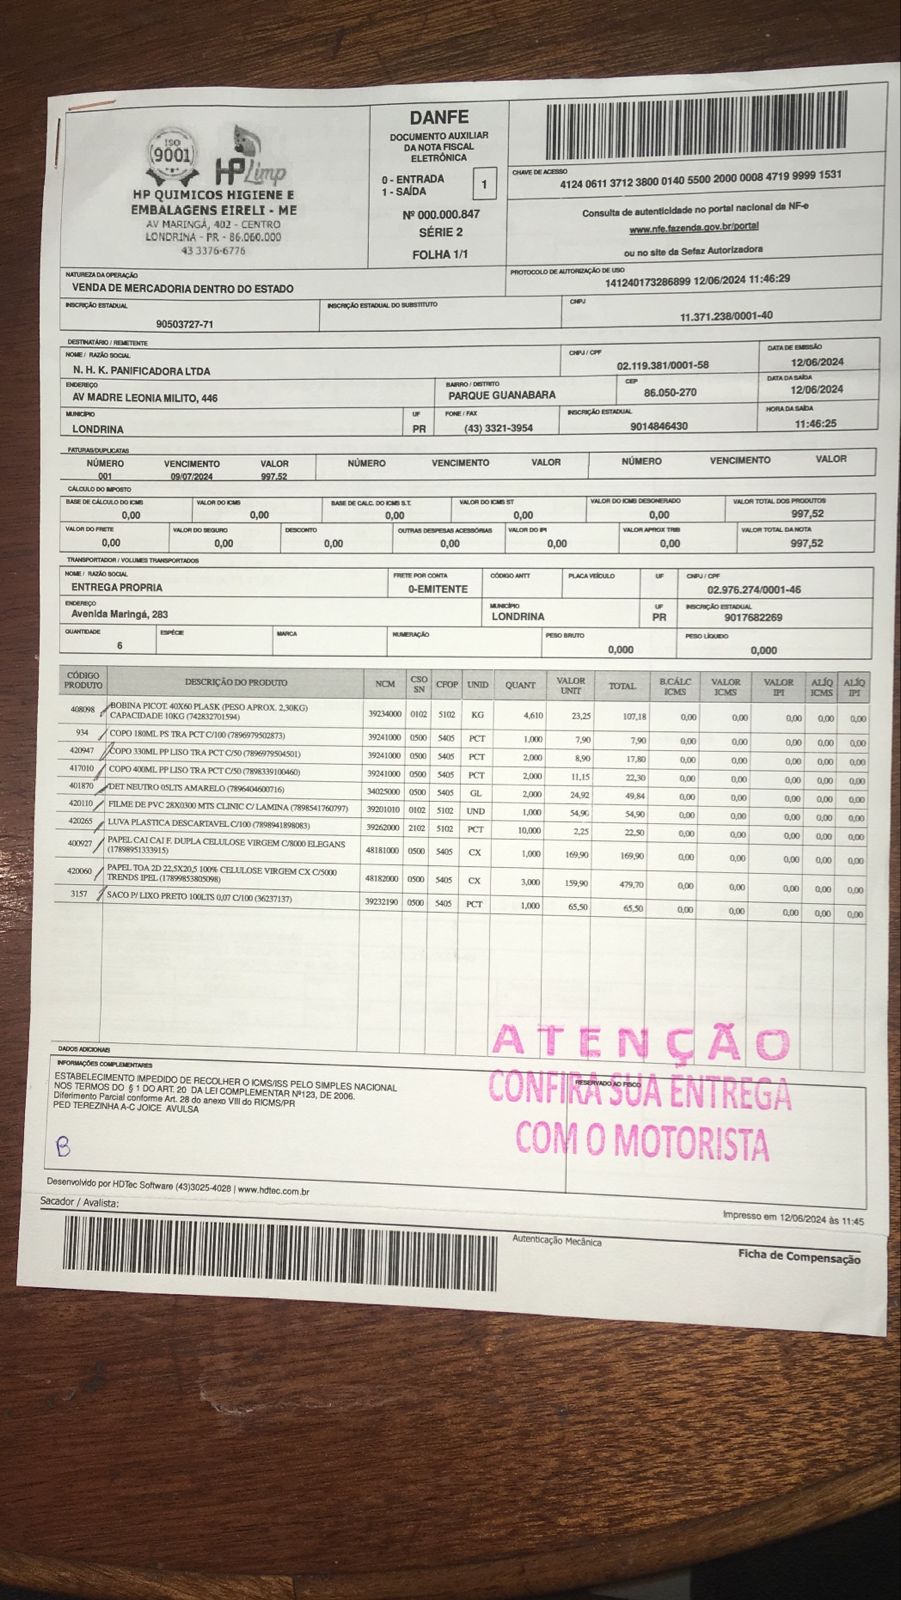 ISO
9001
HP Limp
HP QUIMICOS HIGIENE E
EMBALAGENS EIRELI - ME
AV MARINGÁ, 402 - CENTRO
LONDRINA - PR - 86.060.000
43 3376-6776
DANFE
DOCUMENTO AUXILIAR
DA NOTA FISCAL
ELETRÔNICA
0 - ENTRADA
1 - SAÍDA
1
Nº 000.000.847
SÉRIE 2
FOLHA 1/1
CHAVE DE ACESSO
4124 0611 3712 3800 0140 5500 2000 0008 4719 9999 1531
Consulta de autenticidade no portal nacional da NF-e
www.nfe.fazenda.gov.br/portal
ou no site da Sefaz Autorizadora
NATUREZA DA OPERAÇÃO
VENDA DE MERCADORIA DENTRO DO ESTADO
PROTOCOLO DE AUTORIZAÇÃO DE USO
141240173286899 12/06/2024 11:46:29
INSCRIÇÃO ESTADUAL
90503727-71
INSCRIÇÃO ESTADUAL DO SUBSTITUTO
CNPJ
11.371.238/0001-40
DESTINATÁRIO / REMETENTE
NOME / RAZÃO SOCIAL
N. H. K. PANIFICADORA LTDA
CNPJ / CPF
02.119.381/0001-58
DATA DE EMISSÃO
12/06/2024
ENDEREÇO
AV MADRE LEONIA MILITO, 446
BAIRRO / DISTRITO
PARQUE GUANABARA
CEP
86.050-270
DATA DA SAÍDA
12/06/2024
MUNICÍPIO
LONDRINA
UF
PR
FONE / FAX
(43) 3321-3954
INSCRIÇÃO ESTADUAL
9014846430
HORA DA SAÍDA
11:46:25
FATURAS/DUPLICATAS
NÚMERO VENCIMENTO VALOR NÚMERO VENCIMENTO VALOR NÚMERO VENCIMENTO VALOR
001 09/07/2024 997,52
CÁLCULO DO IMPOSTO
BASE DE CÁLCULO DO ICMS VALOR DO ICMS BASE DE CALC. DO ICMS S.T. VALOR DO ICMS ST VALOR DO ICMS DESONERADO VALOR TOTAL DOS PRODUTOS
0,00 0,00 0,00 0,00 0,00 997,52
VALOR DO FRETE VALOR DO SEGURO DESCONTO OUTRAS DESPESAS ACESSÓRIAS VALOR DO IPI VALOR APROX TRIB VALOR TOTAL DA NOTA
0,00 0,00 0,00 0,00 0,00 0,00 997,52
TRANSPORTADOR / VOLUMES TRANSPORTADOS
NOME / RAZÃO SOCIAL FRETE POR CONTA CÓDIGO ANTT PLACA VEÍCULO UF CNPJ / CPF
ENTREGA PROPRIA 0-EMITENTE 02.976.274/0001-46
ENDEREÇO MUNICÍPIO UF INSCRIÇÃO ESTADUAL
Avenida Maringá, 283 LONDRINA PR 9017682269
QUANTIDADE ESPÉCIE MARCA NUMERAÇÃO PESO BRUTO PESO LÍQUIDO
6 0,000 0,000
CÓDIGO PRODUTO DESCRIÇÃO DO PRODUTO NCM CSO SN CFOP UNID QUANT VALOR UNIT TOTAL B.CÁLC ICMS VALOR ICMS VALOR IPI ALÍQ ICMS ALÍQ IPI
408098 BOBINA PICOT. 40X60 PLASK (PESO APROX. 2,30KG) 39234000 0102 5102 KG 4,610 23,25 107,18 0,00 0,00 0,00 0,00 0,00
CAPACIDADE 10KG (742832701594)
934 COPO 180ML PS TRA PCT C/100 (7896979502873) 39241000 0500 5405 PCT 1,000 7,90 7,90 0,00 0,00 0,00 0,00 0,00
420947 COPO 330ML PP LISO TRA PCT C/50 (7896979504501) 39241000 0500 5405 PCT 2,000 8,90 17,80 0,00 0,00 0,00 0,00 0,00
417010 COPO 400ML PP LISO TRA PCT C/50 (7898339100460) 39241000 0500 5405 PCT 2,000 11,15 22,30 0,00 0,00 0,00 0,00 0,00
401870 DET NEUTRO 05LTS AMARELO (7896404600716) 34025000 0500 5405 GL 2,000 24,92 49,84 0,00 0,00 0,00 0,00 0,00
420110 FILME DE PVC 28X0300 MTS CLINIC C/ LAMINA (7898541760797) 39201010 0102 5102 UND 1,000 54,90 54,90 0,00 0,00 0,00 0,00 0,00
420265 LUVA PLASTICA DESCARTAVEL C/100 (7898941898083) 39262000 2102 5102 PCT 10,000 2,25 22,50 0,00 0,00 0,00 0,00 0,00
400927 PAPEL CAI CAI F. DUPLA CELULOSE VIRGEM C/8000 ELEGANS 48181000 0500 5405 CX 1,000 169,90 169,90 0,00 0,00 0,00 0,00 0,00
(17898951333915)
420060 PAPEL TOA 2D 22,5X20,5 100% CELULOSE VIRGEM CX C/5000 48182000 0500 5405 CX 3,000 159,90 479,70 0,00 0,00 0,00 0,00 0,00
TRENDS IPEL (17899853805098)
3157 SACO P/ LIXO PRETO 100LTS 0,07 C/100 (36237137) 39232190 0500 5405 PCT 1,000 65,50 65,50 0,00 0,00 0,00 0,00 0,00
DADOS ADICIONAIS
INFORMAÇÕES COMPLEMENTARES
ESTABELECIMENTO IMPEDIDO DE RECOLHER O ICMS/ISS PELO SIMPLES NACIONAL
NOS TERMOS DO § 1 DO ART. 20 DA LEI COMPLEMENTAR Nº123, DE 2006.
Diferimento Parcial conforme Art. 28 do anexo VIII do RICMS/PR
PED TEREZINHA A-C JOICE AVULSA
B
RESERVADO AO FISCO
ATENÇÃO
CONFIRA SUA ENTREGA
COM O MOTORISTA
Desenvolvido por HDTec Software (43)3025-4028 | www.hdtec.com.br
Impresso em 12/06/2024 às 11:45
Sacador / Avalista:
Autenticação Mecânica
Ficha de Compensação